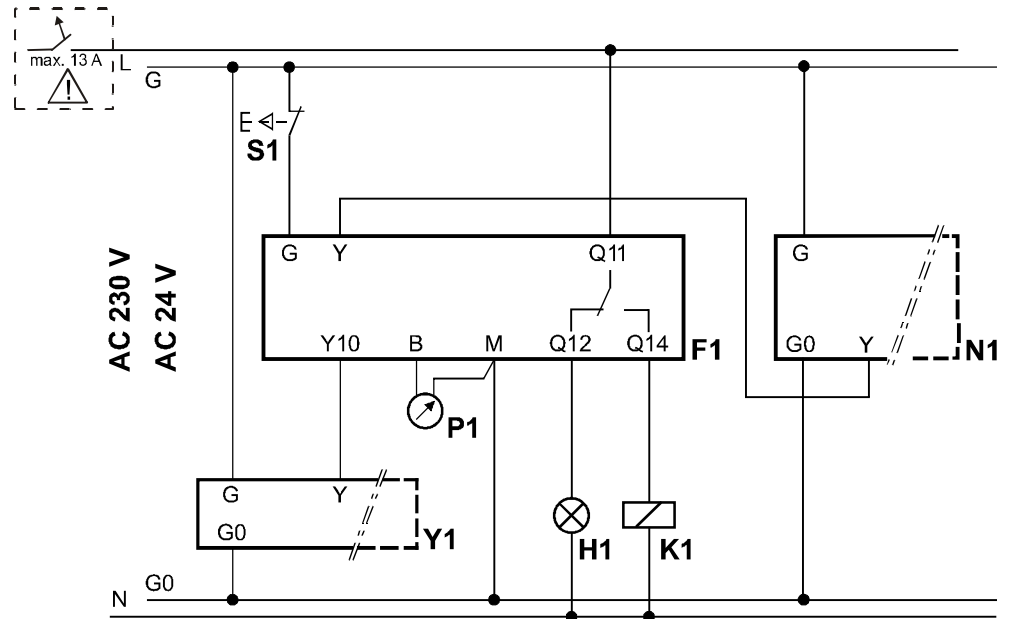 max. 13 A
L
G
E
S1
AC 230 V
AC 24 V
G Y Q11
G
Y10 B M Q12 Q14
F1
G0 Y
N1
P1
G Y
G0
Y1
H1
K1
G0
N